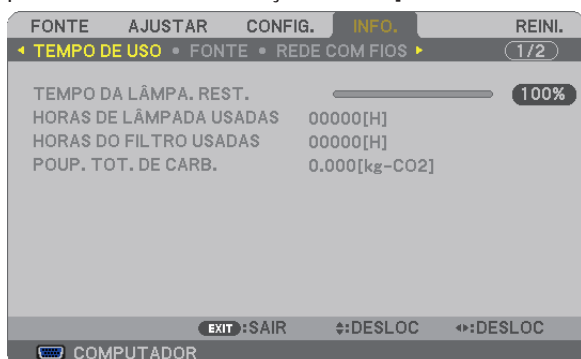 FONTE AJUSTAR CONFIG. INFO. REINI.
TEMPO DE USO • FONTE • REDE COM FIOS 1/2
TEMPO DA LÂMPA. REST. 100%
HORAS DE LÂMPADA USADAS 00000[H]
HORAS DO FILTRO USADAS 00000[H]
POUP. TOT. DE CARB. 0.000[kg-CO2]
EXIT:SAIR :DESLOC :DESLOC
COMPUTADOR